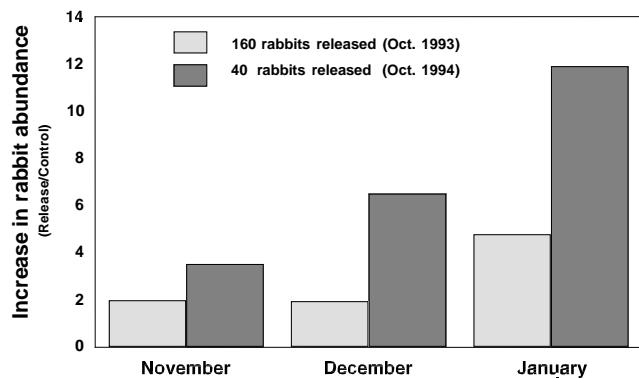 160 rabbits released (Oct. 1993)
40 rabbits released (Oct. 1994)
Increase in rabbit abundance
(Release/Control)
14
12
10
8
6
4
2
0
November December January